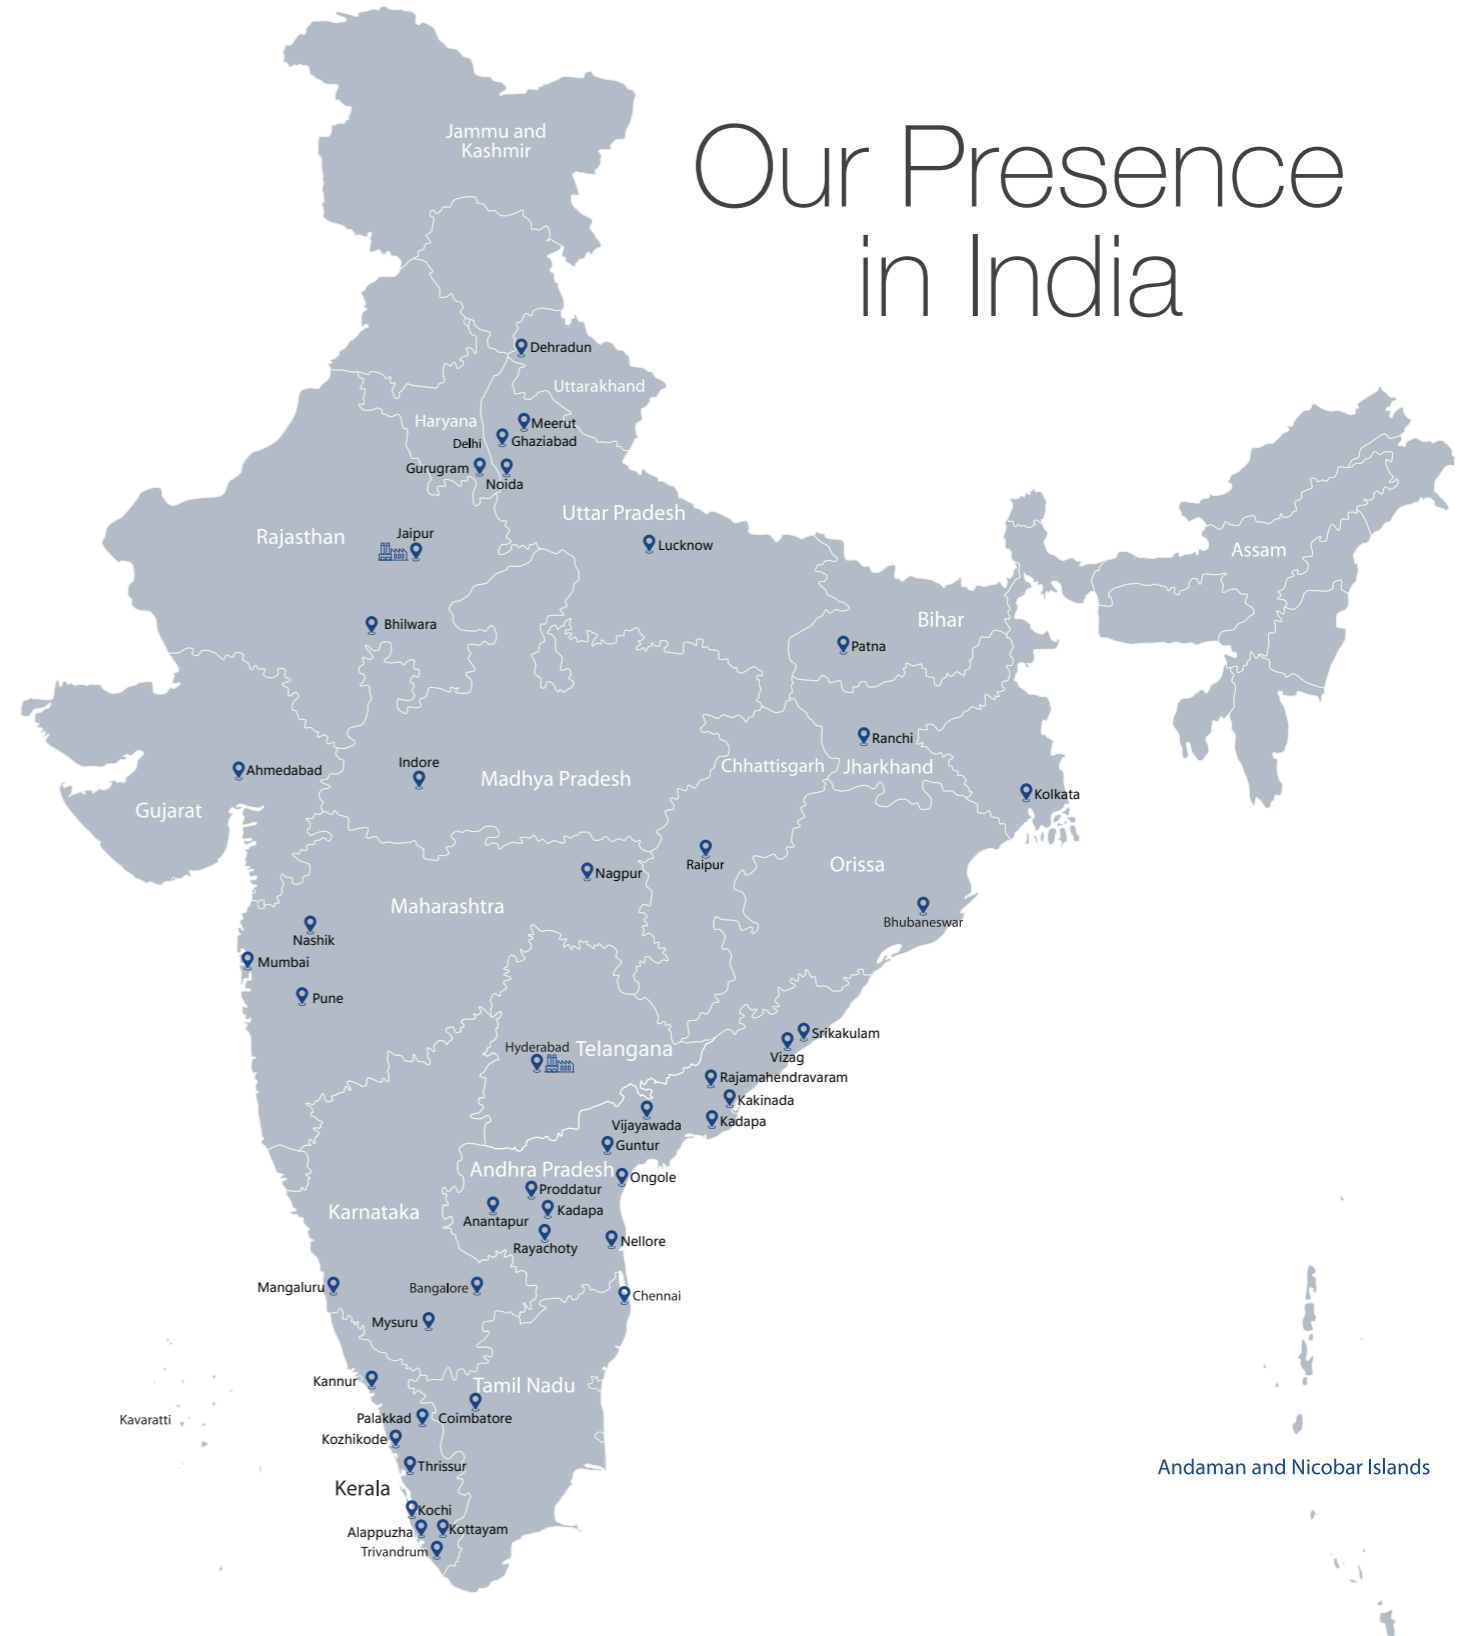 Our Presence
in India
Jammu and
Kashmir
Dehradun
Uttarakhand
Haryana
Meerut
Delhi
Ghaziabad
Gurugram
Noida
Uttar Pradesh
Rajasthan
Jaipur
Lucknow
Assam
Bhilwara
Bihar
Patna
Ranchi
Indore
Ahmedabad
Madhya Pradesh
Chhattisgarh
Jharkhand
Gujarat
Kolkata
Raipur
Orissa
Nagpur
Maharashtra
Bhubaneswar
Nashik
Mumbai
Pune
Srikakulam
Hyderabad
Telangana
Vizag
Rajamahendravaram
Kakinada
Vijayawada
Kadapa
Guntur
Andhra Pradesh
Ongole
Proddatur
Kadapa
Karnataka
Anantapur
Rayachoty
Nellore
Mangaluru
Bangalore
Chennai
Mysuru
Kannur
Tamil Nadu
Kavaratti
Palakkad
Coimbatore
Kozhikode
Thrissur
Andaman and Nicobar Islands
Kerala
Kochi
Alappuzha
Kottayam
Trivandrum